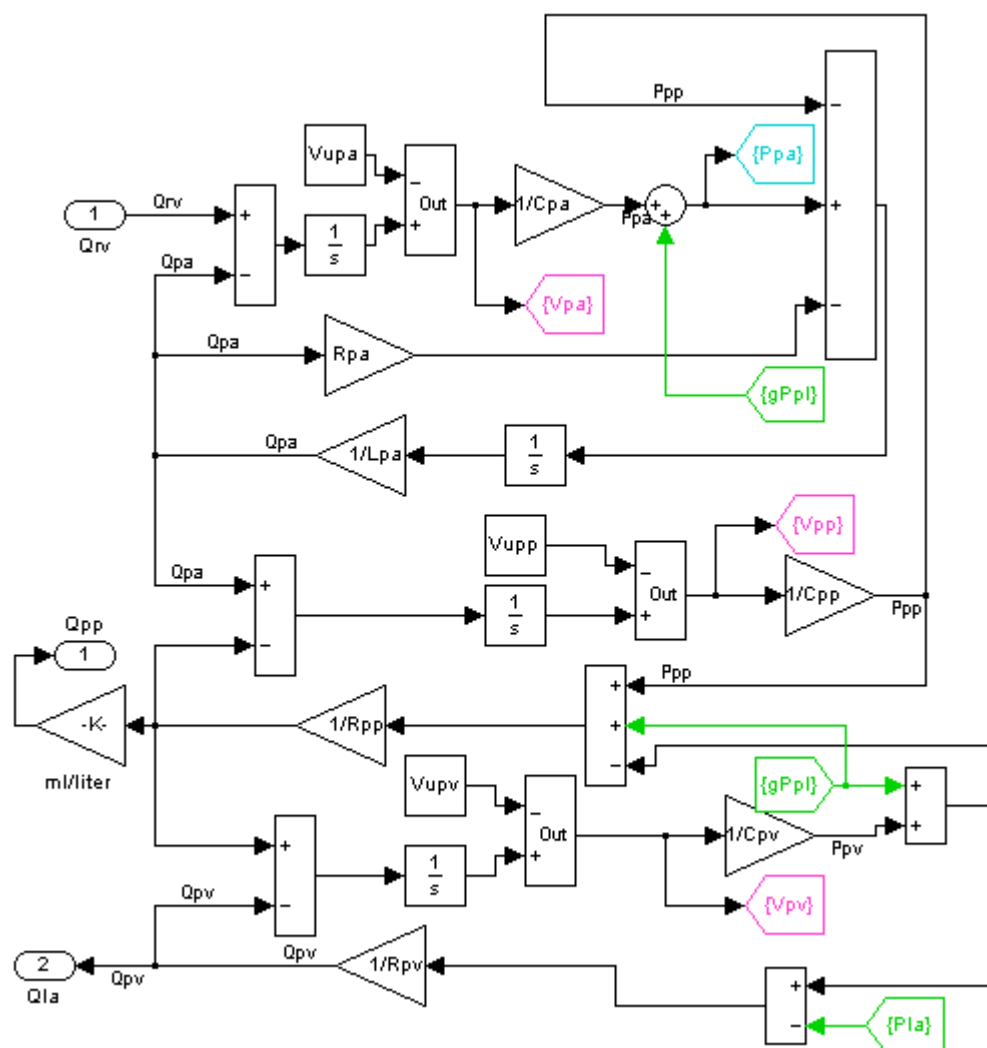 Ppp
−
Vupa
−
Out
+
1/Cpa
+
+
Ppa
{Ppa}
+
1
Qrv
Qrv
+
Qpa
−
1
s
{Vpa}
−
Qpa
Rpa
{gPpl}
Qpa
1/Lpa
1
s
Vupp
−
Out
+
{Vpp}
Qpa
+
−
1
s
1/Cpp
Ppp
Qpp
1
Ppp
+
+
−
1/Rpp
-K-
ml/liter
Vupv
−
Out
+
{gPpl}
+
+
1/Cpv
Ppv
+
−
1
s
Qpv
{Vpv}
2
Qla
Qpv
Qpv
1/Rpv
+
−
{Pla}